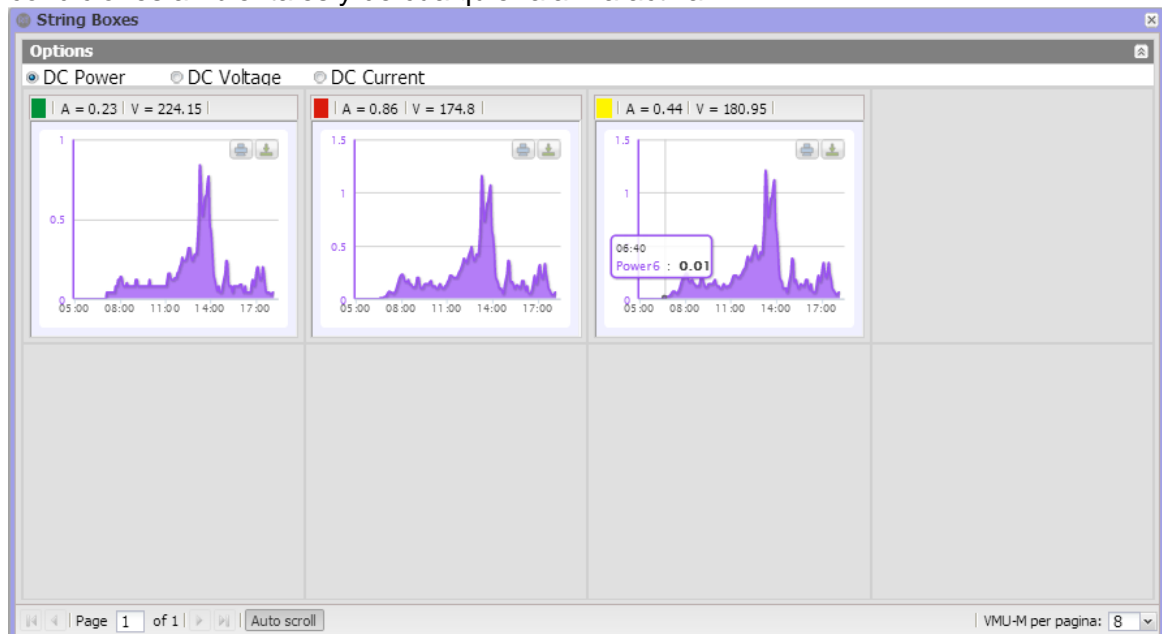 String Boxes
Options
DC Power DC Voltage DC Current
A = 0.23 V = 224.15
A = 0.86 V = 174.8
A = 0.44 V = 180.95
1
0.5
0
05:00 08:00 11:00 14:00 17:00
1.5
1
0.5
0
05:00 08:00 11:00 14:00 17:00
1.5
1
06:40
Power6 : 0.01
0
05:00 08:00 11:00 14:00 17:00
Page 1 of 1 Auto scroll VMU-M per pagina: 8